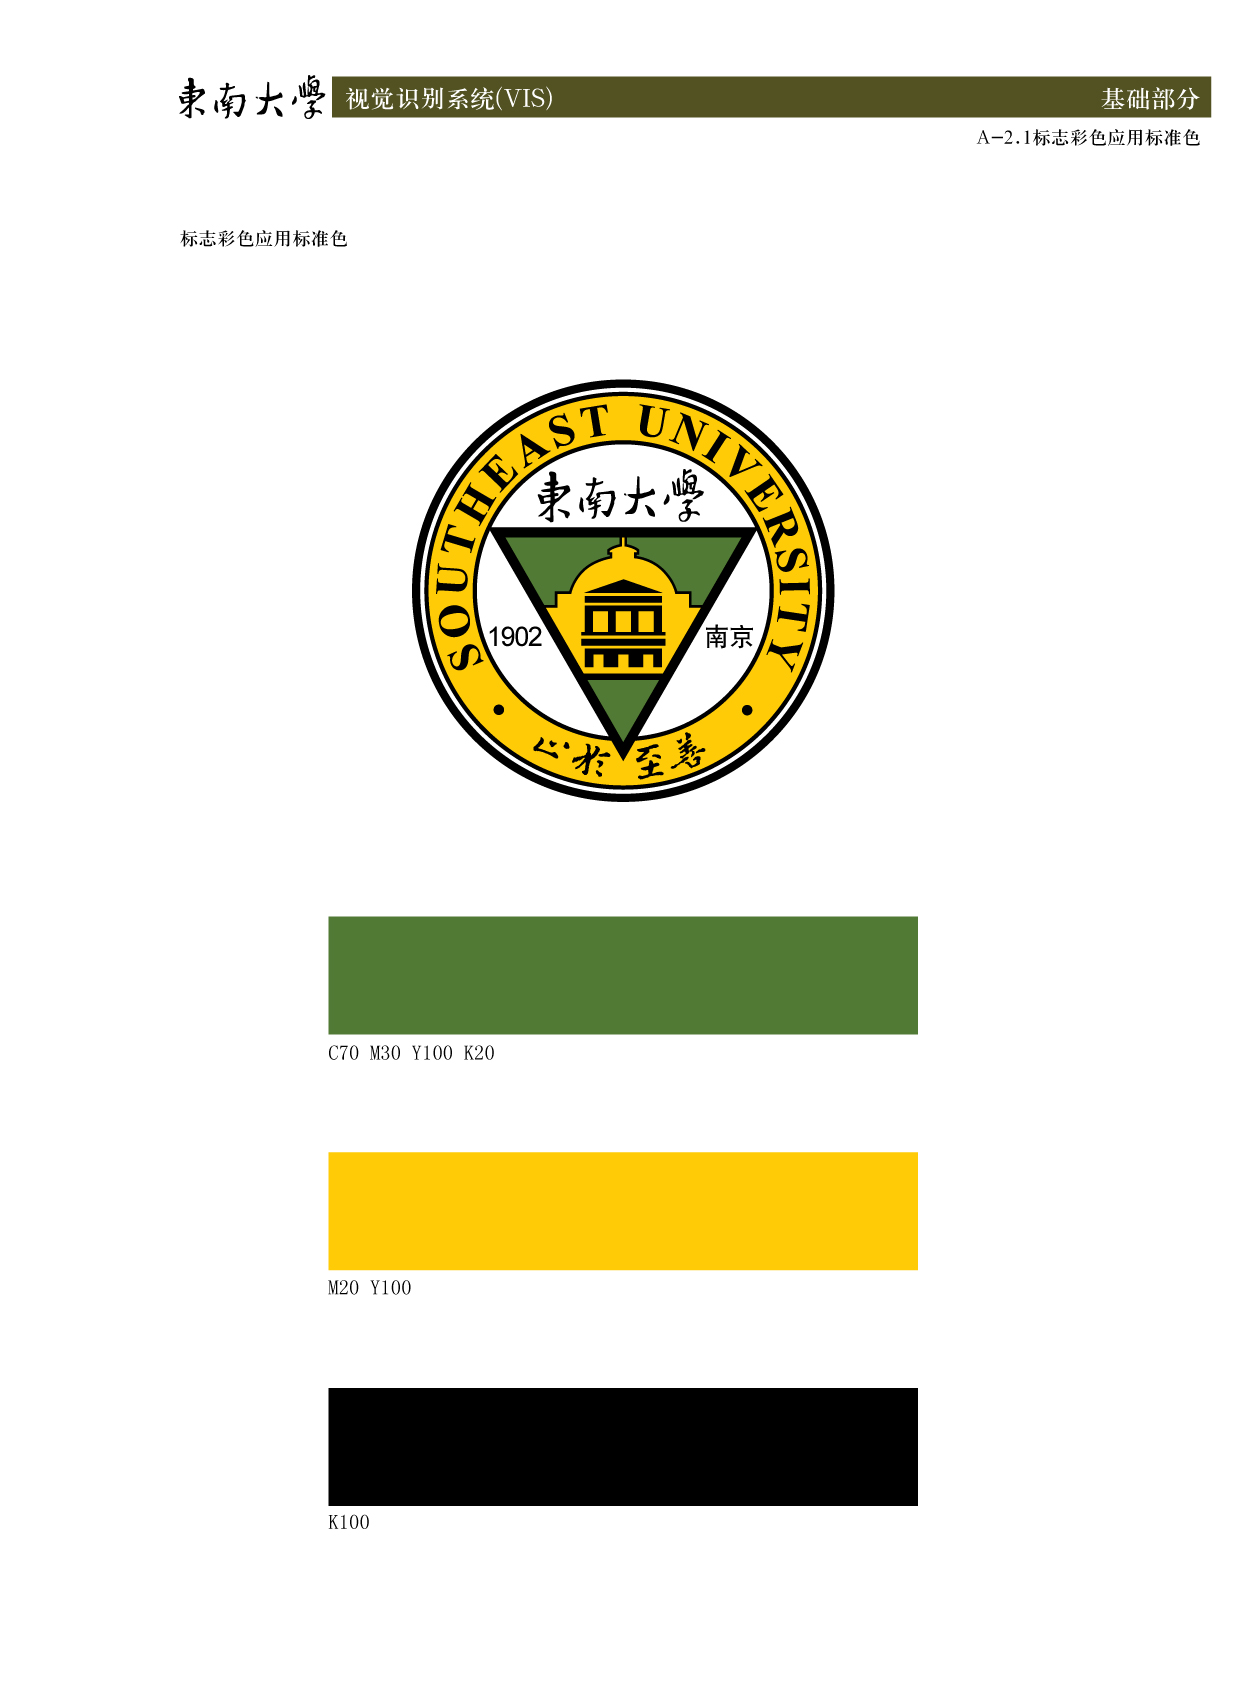 東南大學 视觉识别系统(VIS) 基础部分
A-2.1标志彩色应用标准色
标志彩色应用标准色
SOUTHEAST UNIVERSITY
東南大學
1902 南京
心於至善
C70 M30 Y100 K20
M20 Y100
K100